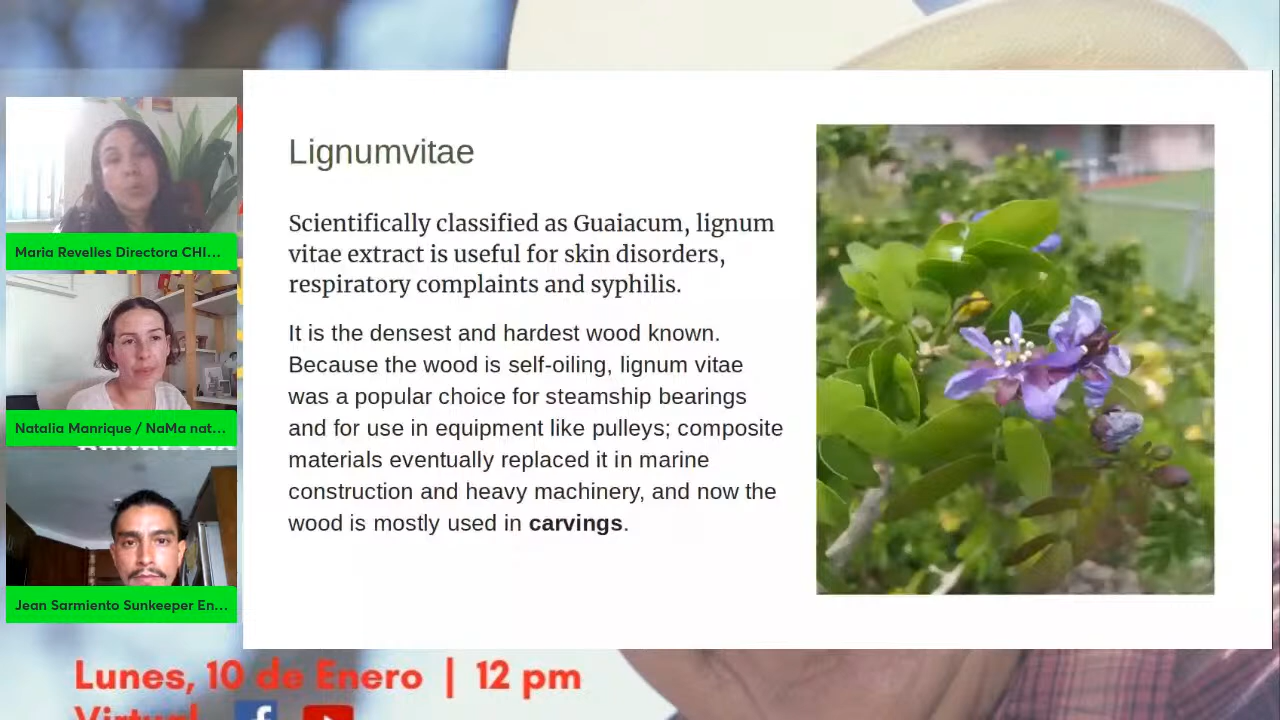 Lignumvitae
Scientifically classified as Guaiacum, lignum
vitae extract is useful for skin disorders,
respiratory complaints and syphilis.
It is the densest and hardest wood known.
Because the wood is self-oiling, lignum vitae
was a popular choice for steamship bearings
and for use in equipment like pulleys; composite
materials eventually replaced it in marine
construction and heavy machinery, and now the
wood is mostly used in carvings.
Maria Revelles Directora CHI...
Natalia Manrique / NaMa nat...
Jean Sarmiento Sunkeeper En...
Lunes, 10 de Enero | 12 pm
Virtual